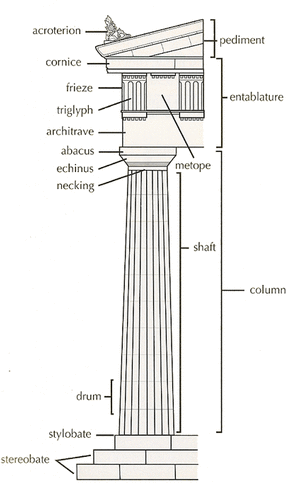 acroterion
pediment
cornice
frieze
entablature
triglyph
architrave
abacus
metope
echinus
necking
shaft
column
drum
stylobate
stereobate